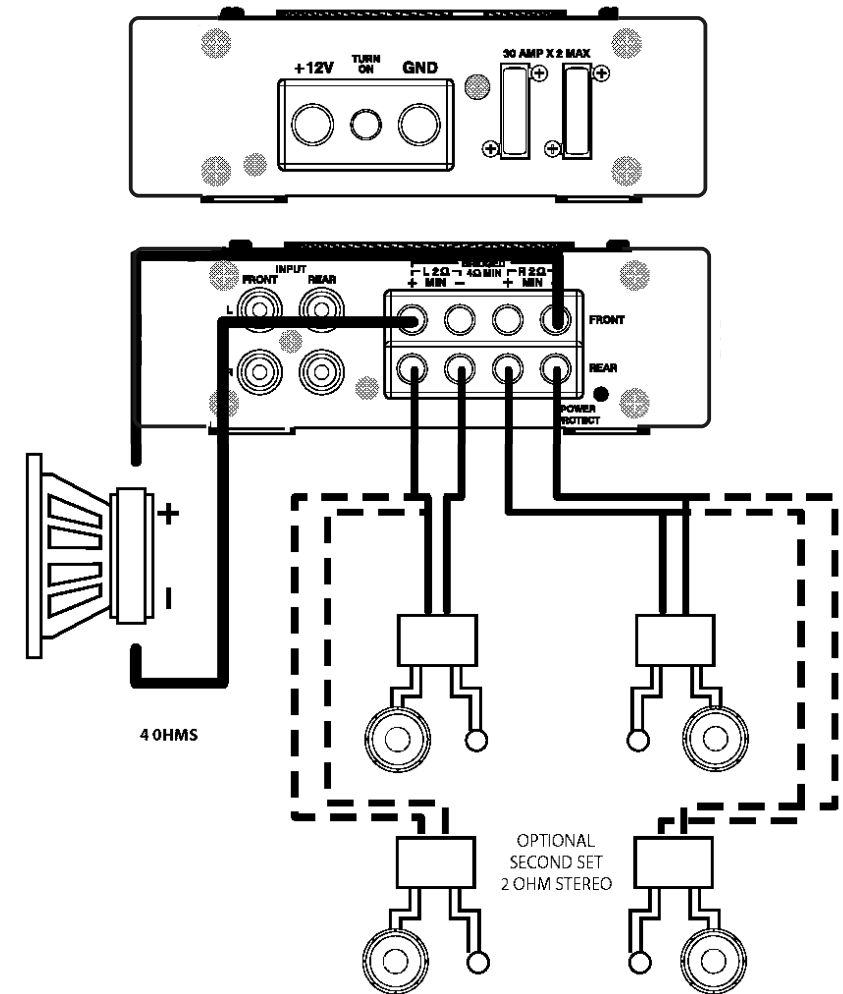 30 AMP X 2 MAX
+12V TURN ON GND
INPUT
FRONT REAR
L 2Ω MIN
4Ω MIN
R 2Ω MIN
+ − +
L
FRONT
REAR
POWER
PROTECT
+
−
4 OHMS
OPTIONAL
SECOND SET
2 OHM STEREO